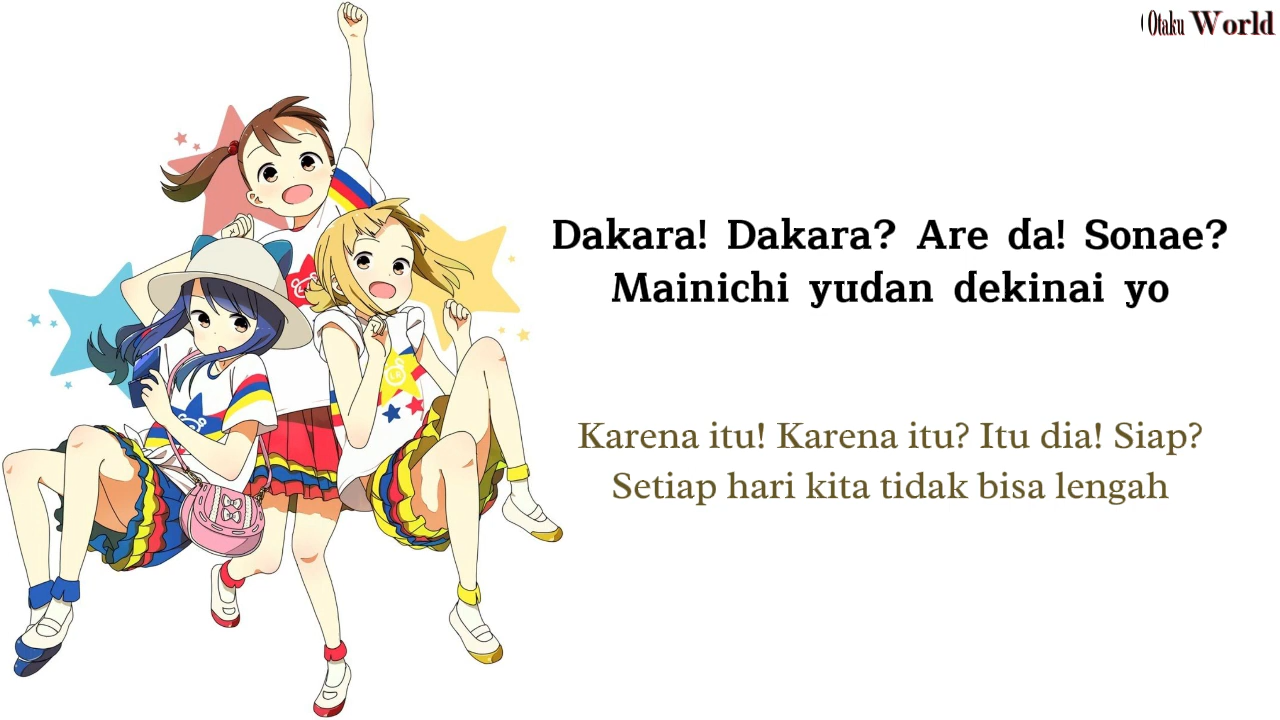 Otaku World
Dakara! Dakara? Are da! Sonae?
Mainichi yudan dekinai yo
Karena itu! Karena itu? Itu dia! Siap?
Setiap hari kita tidak bisa lengah